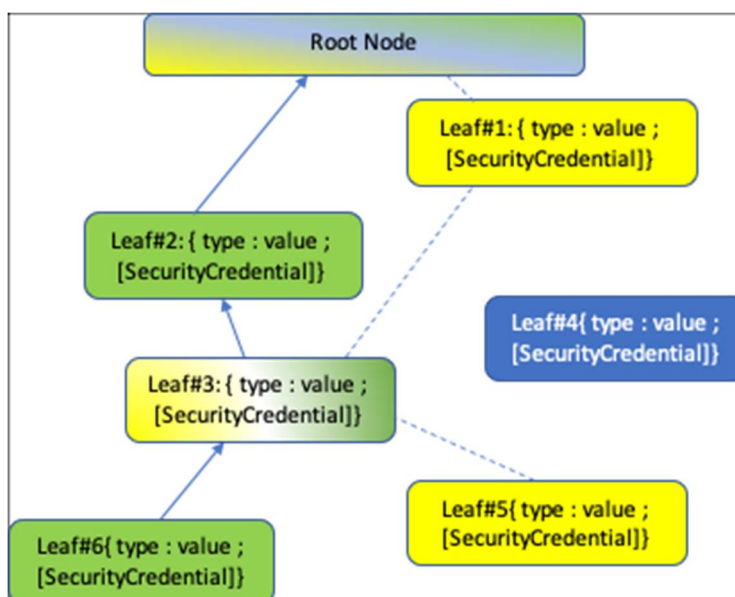 Root Node
Leaf#1: { type : value ;
[SecurityCredential]}
Leaf#2: { type : value ;
[SecurityCredential]}
Leaf#4{ type : value ;
[SecurityCredential]}
Leaf#3: { type : value ;
[SecurityCredential]}
Leaf#5{ type : value ;
[SecurityCredential]}
Leaf#6{ type : value ;
[SecurityCredential]}